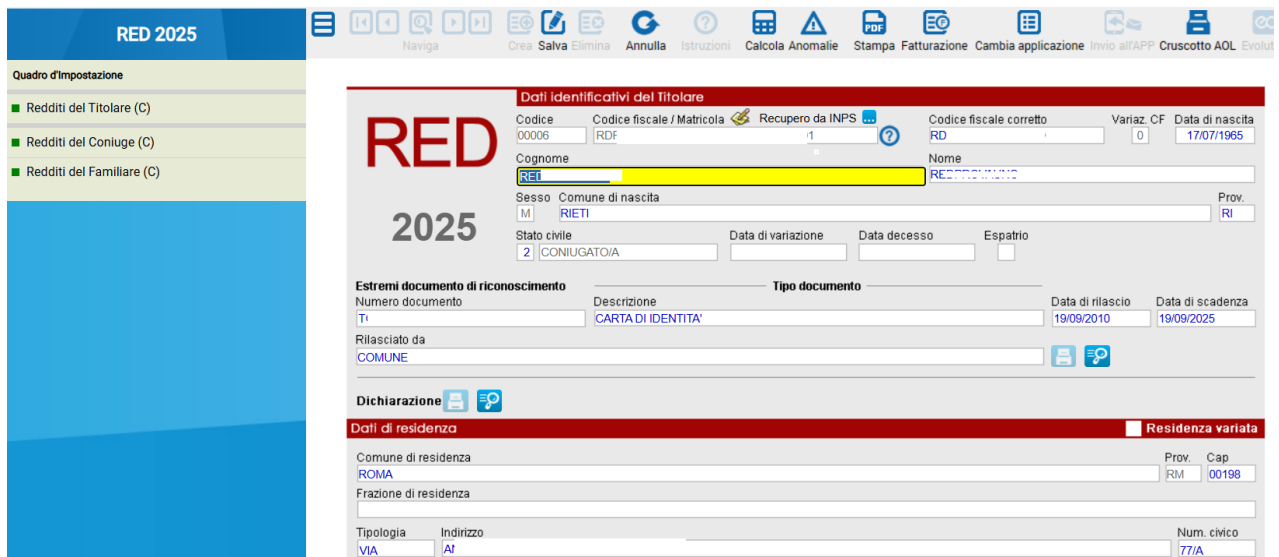 RED 2025
Naviga
Crea Salva Elimina Annulla Istruzioni Calcola Anomalie Stampa Fatturazione Cambia applicazione Invio all'APP Cruscotto AOL
Quadro d'Impostazione
Redditi del Titolare (C)
Redditi del Coniuge (C)
Redditi del Familiare (C)
RED
2025
Dati identificativi del Titolare
Codice Codice fiscale / Matricola Recupero da INPS ... Codice fiscale corretto Variaz. CF Data di nascita
00006 RD 0 17/07/1965
Cognome Nome
RED
Sesso Comune di nascita Prov.
M RIETI RI
Stato civile Data di variazione Data decesso Espatrio
2 CONIUGATO/A
Estremi documento di riconoscimento Tipo documento
Numero documento Descrizione Data di rilascio Data di scadenza
CARTA DI IDENTITA' 19/09/2010 19/09/2025
Rilasciato da
COMUNE
Dichiarazione
Dati di residenza Residenza variata
Comune di residenza Prov. Cap
ROMA RM 00198
Frazione di residenza
Tipologia Indirizzo Num. civico
VIA 77/A